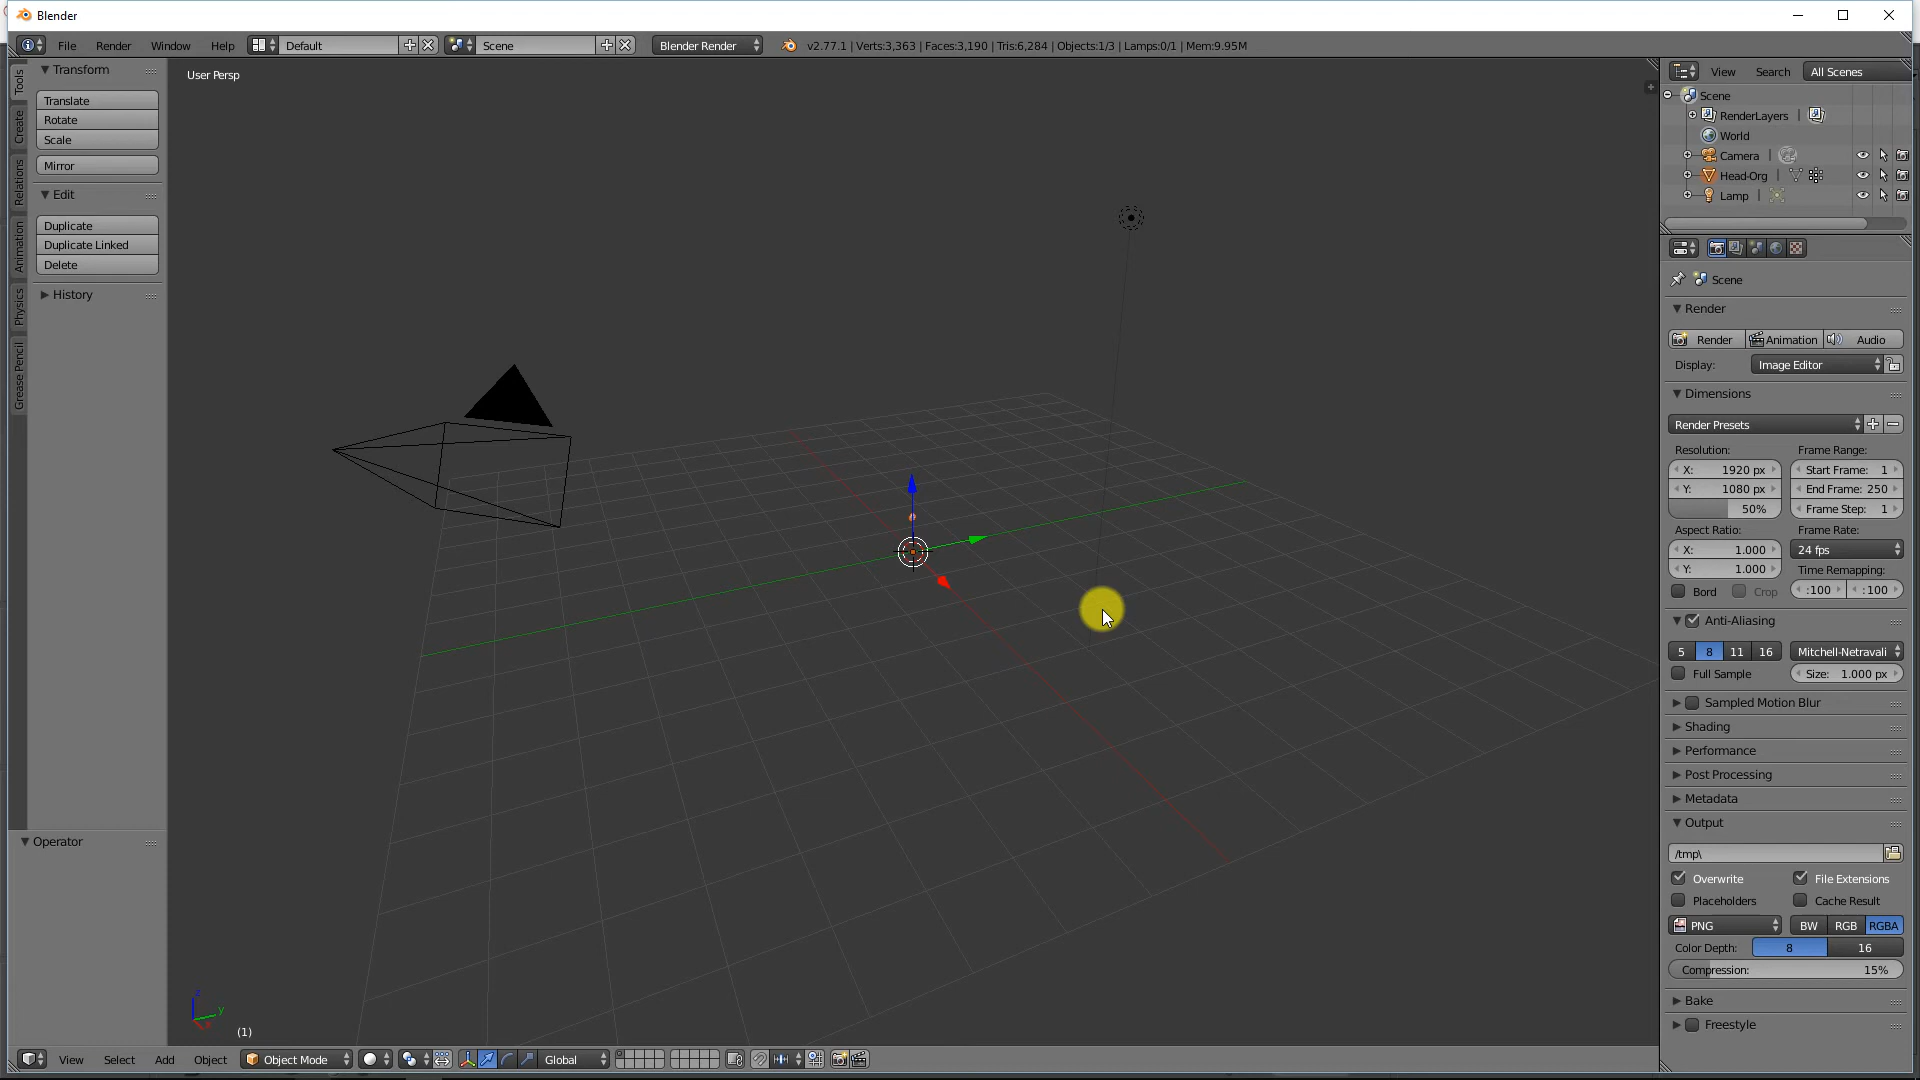 Blender
File Render Window Help Default Scene Blender Render v2.77.1 | Verts:3,363 | Faces:3,190 | Tris:6,284 | Objects:1/3 | Lamps:0/1 | Mem:9.95M
Tools
Create
Relations
Animation
Physics
Grease Pencil
Transform
Translate
Rotate
Scale
Mirror
Edit
Duplicate
Duplicate Linked
Delete
History
Operator
User Persp
z
y
x
(1)
View Select Add Object Object Mode Global
View Search All Scenes
Scene
RenderLayers |
World
Camera |
Head-Org |
Lamp |
Scene
Render
Render Animation Audio
Display: Image Editor
Dimensions
Render Presets
Resolution: Frame Range:
X: 1920 px Start Frame: 1
Y: 1080 px End Frame: 250
50% Frame Step: 1
Aspect Ratio: Frame Rate:
X: 1.000 24 fps
Y: 1.000 Time Remapping:
Bord Crop :100 :100
Anti-Aliasing
5 8 11 16 Mitchell-Netravali
Full Sample Size: 1.000 px
Sampled Motion Blur
Shading
Performance
Post Processing
Metadata
Output
/tmp\
Overwrite File Extensions
Placeholders Cache Result
PNG BW RGB RGBA
Color Depth: 8 16
Compression: 15%
Bake
Freestyle